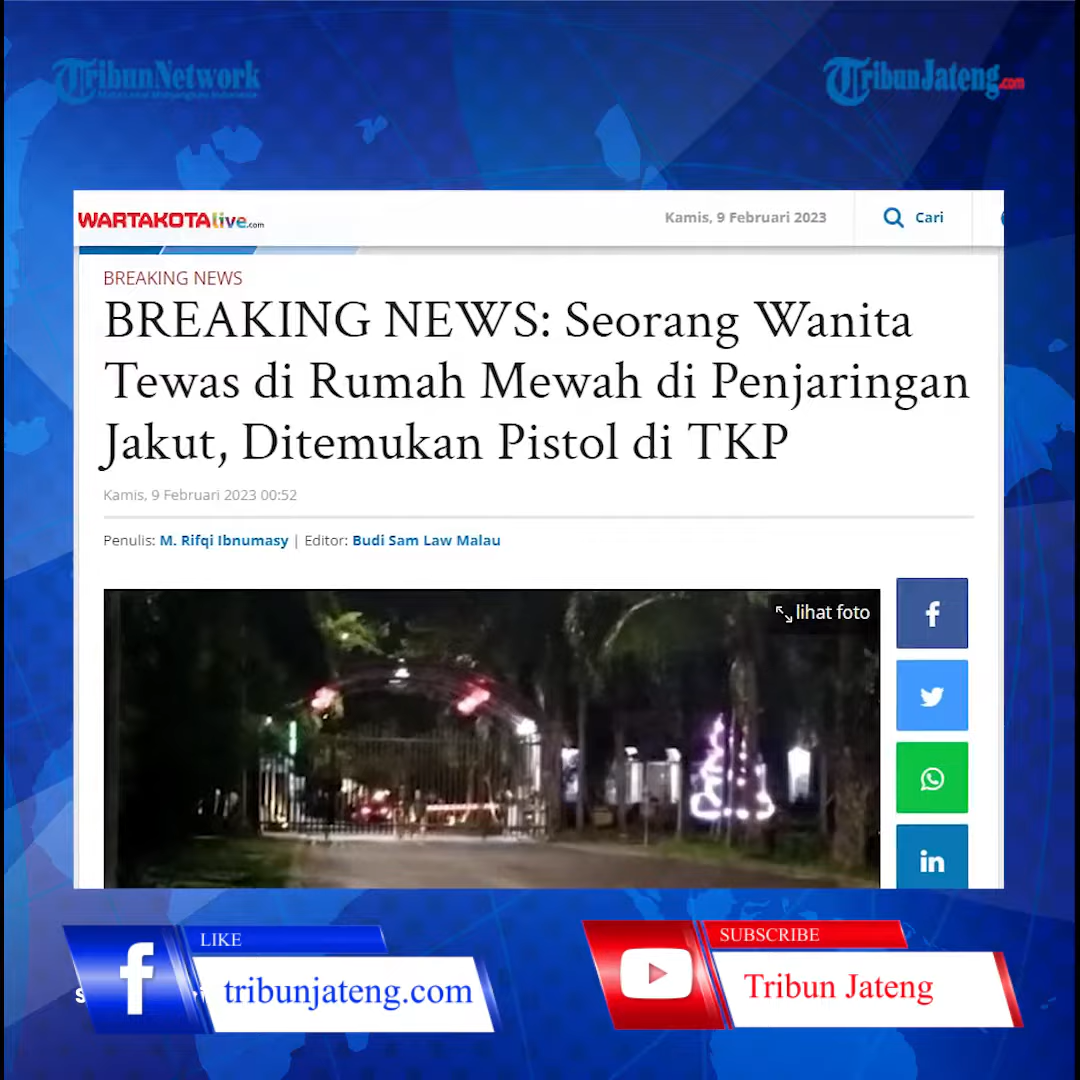 TribunNetwork
TribunJateng.com
WARTAKOTAlive.com
Kamis, 9 Februari 2023
Cari
BREAKING NEWS
BREAKING NEWS: Seorang Wanita
Tewas di Rumah Mewah di Penjaringan
Jakut, Ditemukan Pistol di TKP
Kamis, 9 Februari 2023 00:52
Penulis: M. Rifqi Ibnumasy | Editor: Budi Sam Law Malau
lihat foto
LIKE
tribunjateng.com
SUBSCRIBE
Tribun Jateng